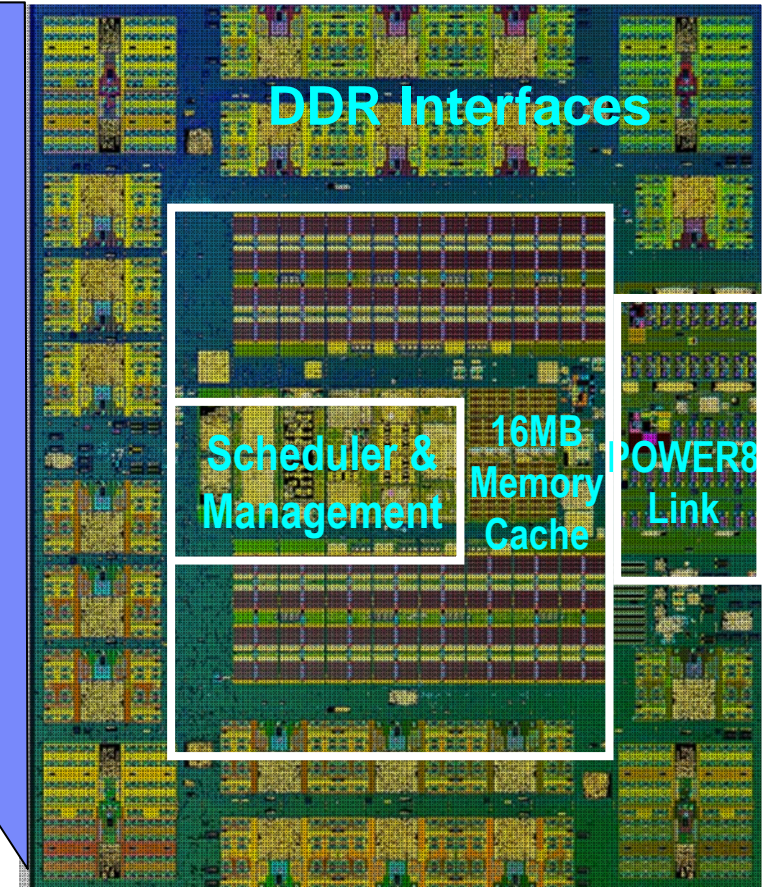 DDR Interfaces
Scheduler &
Management
16MB
Memory
Cache
POWER8
Link